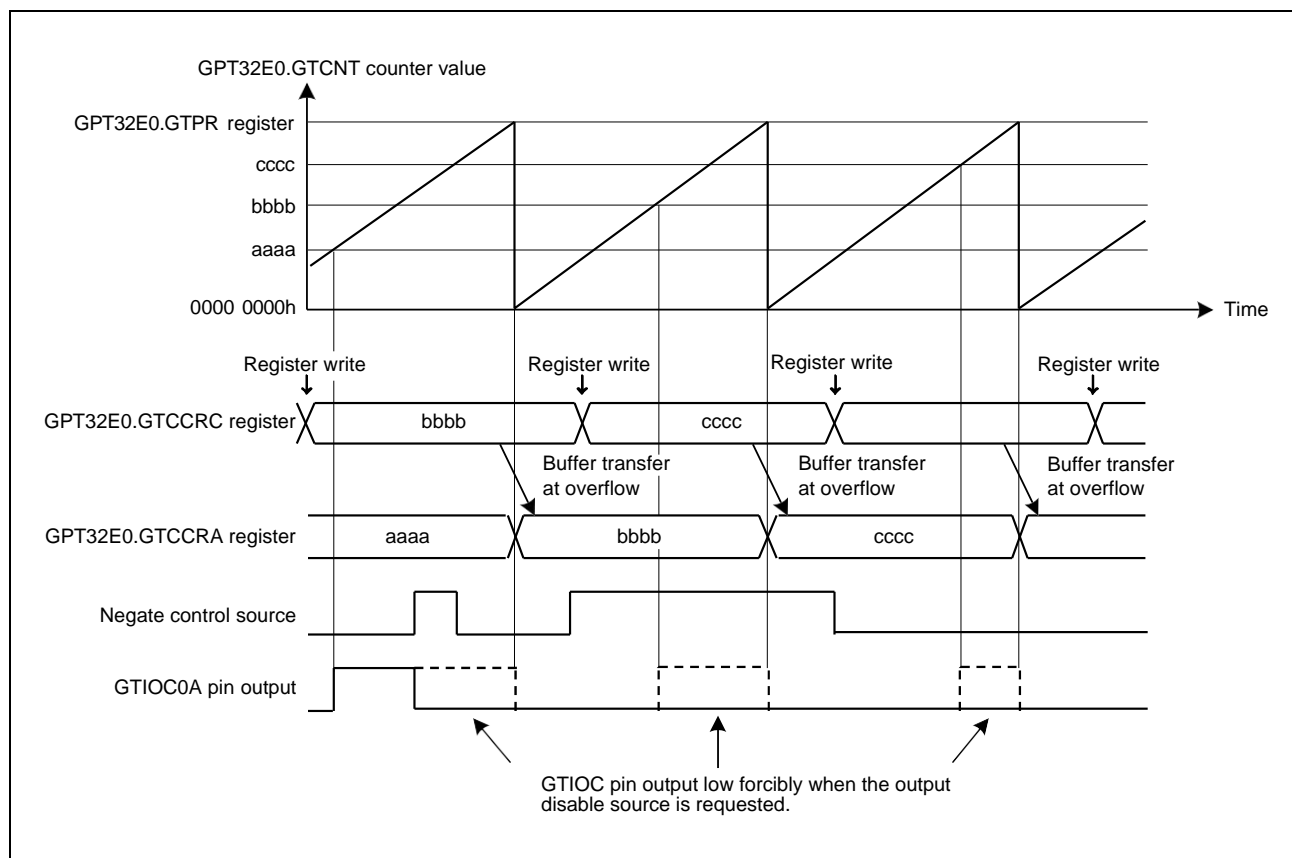 GPT32E0.GTCNT counter value
GPT32E0.GTPR register
cccc
bbbb
aaaa
0000 0000h
Time
Register write Register write Register write Register write
GPT32E0.GTCCRC register bbbb cccc
Buffer transfer Buffer transfer Buffer transfer
at overflow at overflow at overflow
GPT32E0.GTCCRA register aaaa bbbb cccc
Negate control source
GTIOC0A pin output
GTIOC pin output low forcibly when the output
disable source is requested.